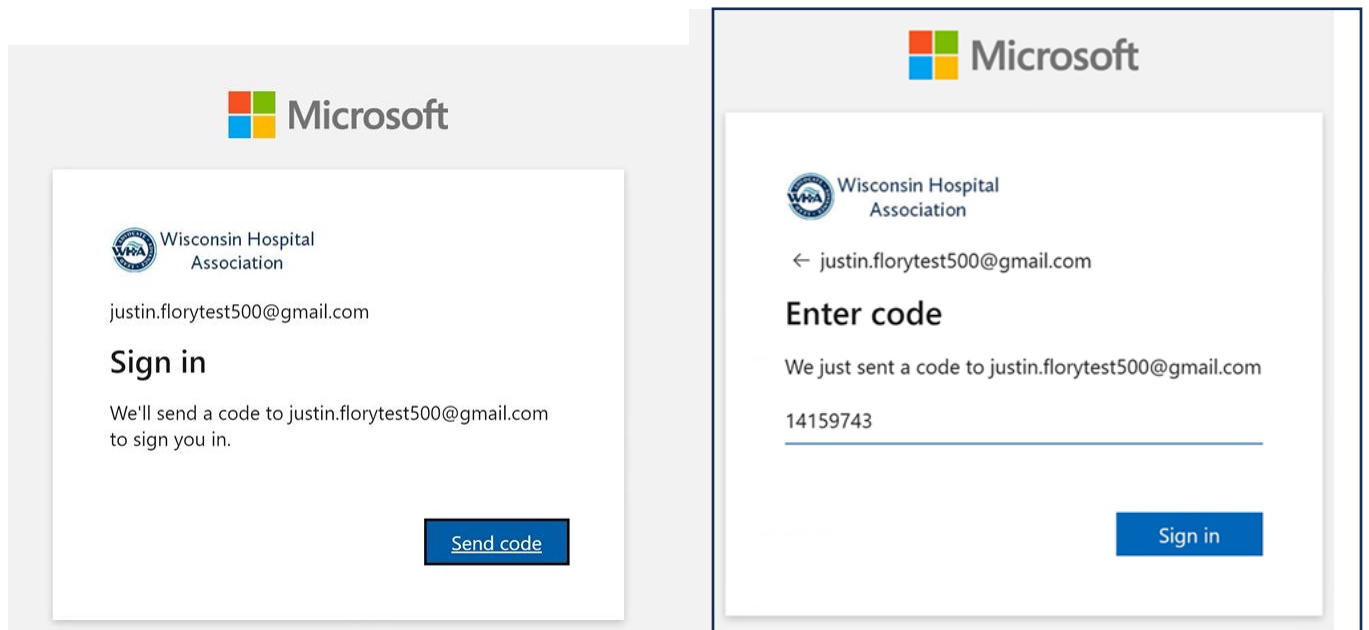 Microsoft
WHA
Wisconsin Hospital
Association
justin.florytest500@gmail.com
Sign in
We'll send a code to justin.florytest500@gmail.com
to sign you in.
Send code
Microsoft
WHA
Wisconsin Hospital
Association
← justin.florytest500@gmail.com
Enter code
We just sent a code to justin.florytest500@gmail.com
14159743
Sign in